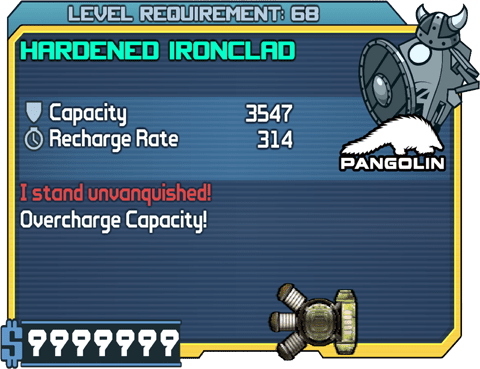 LEVEL REQUIREMENT: 68
HARDENED IRONCLAD
Capacity 3547
Recharge Rate 314
PANGOLIN
I stand unvanquished!
Overcharge Capacity!
$9999999